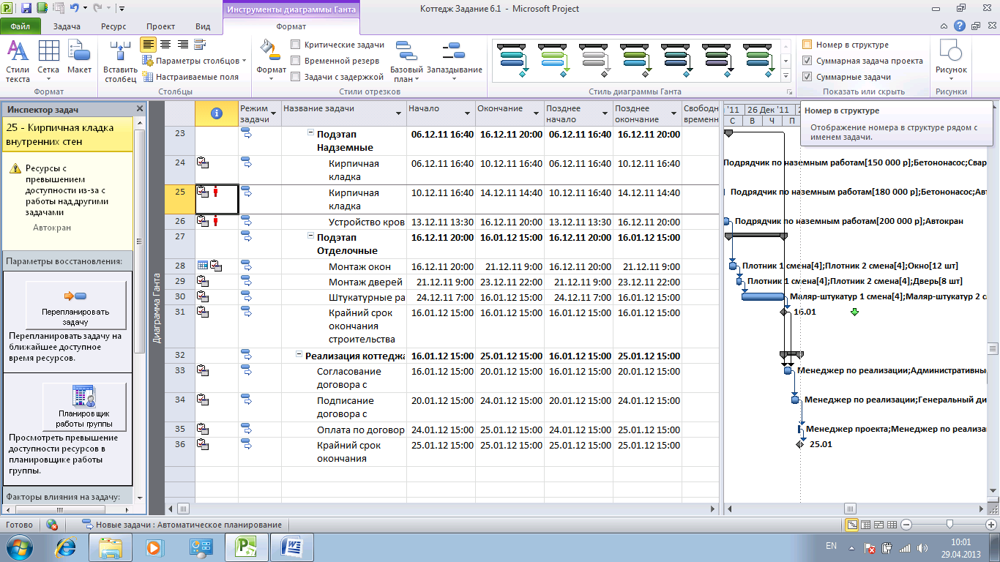 Инструменты диаграммы Ганта
Коттедж Задание 6.1 - Microsoft Project
Файл Задача Ресурс Проект Вид Формат
Стили текста
Сетка
Макет
Формат
Вставить столбец
Параметры столбцов
Настраиваемые поля
Столбцы
Формат
Критические задачи
Временной резерв
Задачи с задержкой
Базовый план
Запаздывание
Стили отрезков
Стиль диаграммы Ганта
Номер в структуре
Суммарная задача проекта
Суммарные задачи
Показать или скрыть
Рисунок
Рисунки
Номер в структуре
Отображение номера в структуре рядом с
именем задачи.
Инспектор задач
25 - Кирпичная кладка
внутренних стен
Ресурсы с
превышением
доступности из-за с
работы над другими
задачами
Автокран
Параметры восстановления:
Перепланировать
задачу
Перепланировать задачу на
ближайшее доступное
время ресурсов.
Планировщик
работы группы
Просмотреть превышение
доступности ресурсов в
планировщике работы
группы.
Факторы влияния на задачу:
Диаграмма Ганта
Режим задачи Название задачи Начало Окончание Позднее начало Позднее окончание Свободн временн
'11 26 Дек '11 2
С В Ч П
23 Подэтап Надземные 06.12.11 16:40 16.12.11 20:00 06.12.11 16:40 16.12.11 20:00
24 Кирпичная кладка 06.12.11 16:40 10.12.11 16:40 06.12.11 16:40 10.12.11 16:40 Подрядчик по наземным работам[150 000 р];Бетононасос;Свар
25 Кирпичная кладка 10.12.11 16:40 14.12.11 14:40 10.12.11 16:40 14.12.11 14:40 Подрядчик по наземным работам[180 000 р];Бетононасос;Авт
26 Устройство кров 13.12.11 13:30 16.12.11 20:00 13.12.11 13:30 16.12.11 20:00 Подрядчик по наземным работам[200 000 р];Автокран
27 Подэтап Отделочные 16.12.11 20:00 16.01.12 15:00 16.12.11 20:00 16.01.12 15:00
28 Монтаж окон 16.12.11 20:00 21.12.11 9:00 16.12.11 20:00 21.12.11 9:00 Плотник 1 смена[4];Плотник 2 смена[4];Окно[12 шт]
29 Монтаж дверей 21.12.11 9:00 23.12.11 22:00 21.12.11 9:00 23.12.11 22:00 Плотник 1 смена[4];Плотник 2 смена[4];Дверь[8 шт]
30 Штукатурные ра 24.12.11 7:00 16.01.12 15:00 24.12.11 7:00 16.01.12 15:00 Маляр-штукатур 1 смена[4];Маляр-штукатур 2 с
31 Крайний срок окончания строительства 16.01.12 15:00 16.01.12 15:00 16.01.12 15:00 16.01.12 15:00 16.01
32 Реализация коттеджа 16.01.12 15:00 25.01.12 15:00 16.01.12 15:00 25.01.12 15:00
33 Согласование договора с 16.01.12 15:00 20.01.12 15:00 16.01.12 15:00 20.01.12 15:00 Менеджер по реализации;Административны
34 Подписание договора с 20.01.12 15:00 24.01.12 15:00 20.01.12 15:00 24.01.12 15:00 Менеджер по реализации;Генеральный ди
35 Оплата по договор 24.01.12 15:00 25.01.12 15:00 24.01.12 15:00 25.01.12 15:00 Менеджер проекта;Менеджер по реализа
36 Крайний срок окончания 25.01.12 15:00 25.01.12 15:00 25.01.12 15:00 25.01.12 15:00 25.01
Готово Новые задачи : Автоматическое планирование
EN
10:01
29.04.2013